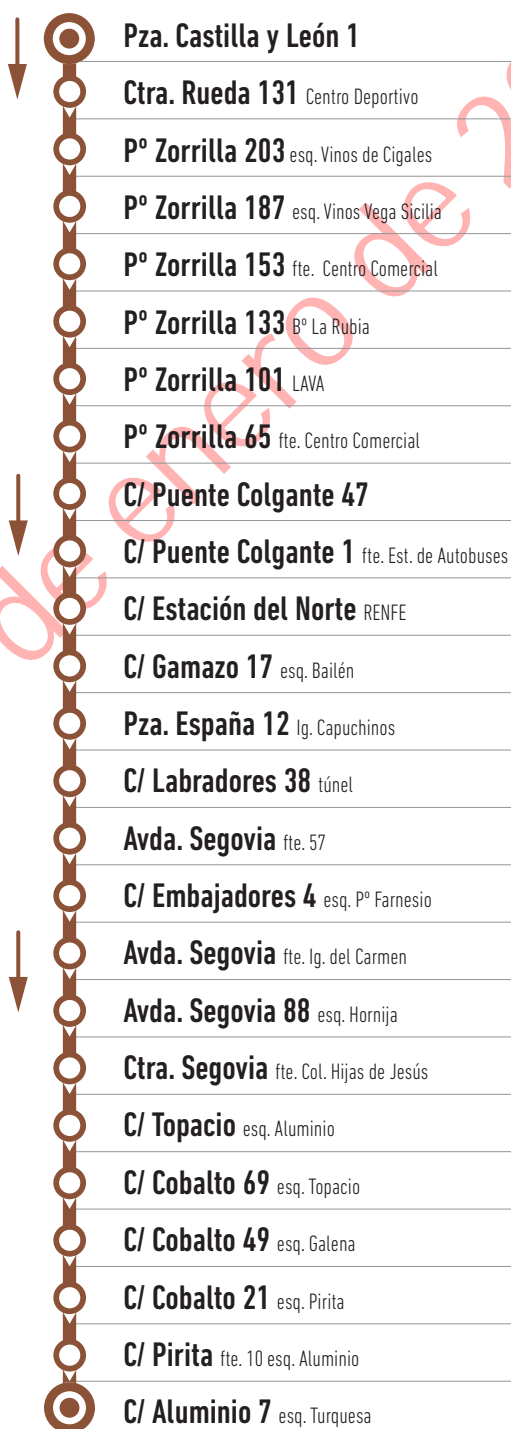 Pza. Castilla y León 1
Ctra. Rueda 131 Centro Deportivo
Pº Zorrilla 203 esq. Vinos de Cigales
Pº Zorrilla 187 esq. Vinos Vega Sicilia
Pº Zorrilla 153 fte. Centro Comercial
Pº Zorrilla 133 Bº La Rubia
Pº Zorrilla 101 LAVA
Pº Zorrilla 65 fte. Centro Comercial
C/ Puente Colgante 47
C/ Puente Colgante 1 fte. Est. de Autobuses
C/ Estación del Norte RENFE
C/ Gamazo 17 esq. Bailén
Pza. España 12 Ig. Capuchinos
C/ Labradores 38 túnel
Avda. Segovia fte. 57
C/ Embajadores 4 esq. Pº Farnesio
Avda. Segovia fte. Ig. del Carmen
Avda. Segovia 88 esq. Hornija
Ctra. Segovia fte. Col. Hijas de Jesús
C/ Topacio esq. Aluminio
C/ Cobalto 69 esq. Topacio
C/ Cobalto 49 esq. Galena
C/ Cobalto 21 esq. Pirita
C/ Pirita fte. 10 esq. Aluminio
C/ Aluminio 7 esq. Turquesa
de enero de 2